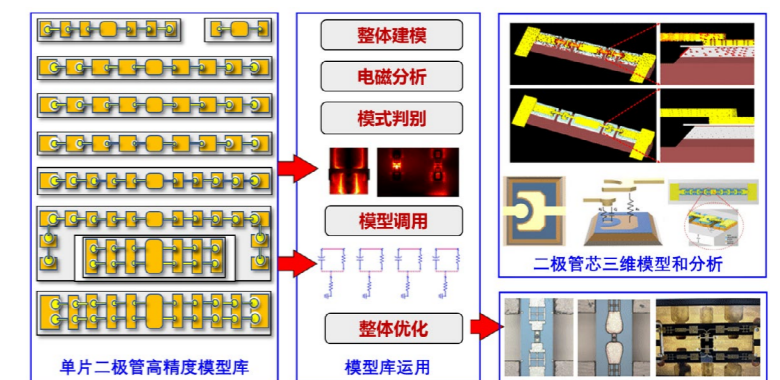 整体建模
电磁分析
模式判别
模型调用
整体优化
单片二极管高精度模型库
模型库运用
二极管芯三维模型和分析